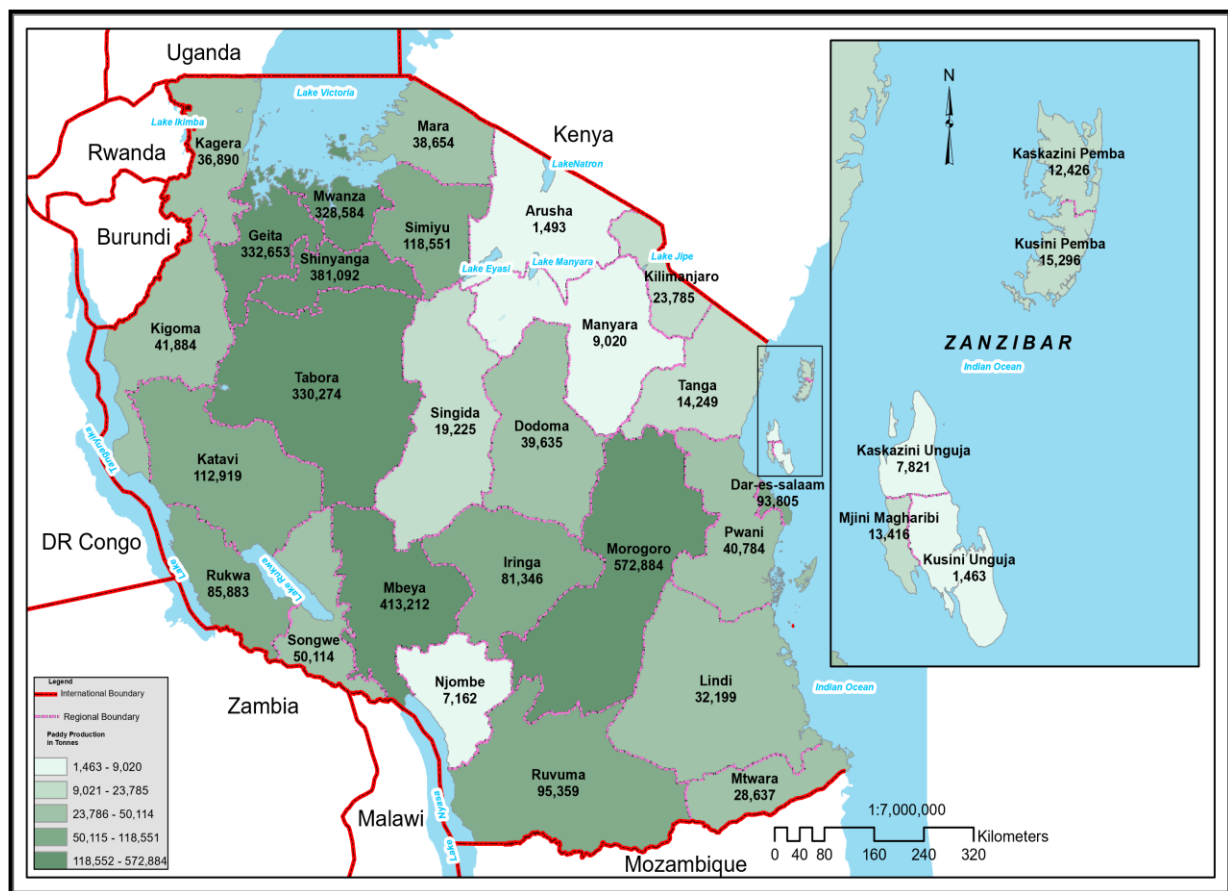 Uganda
Lake Victoria
Lake Ikimba
Kagera
36,890
Mara
38,654
Kenya
Rwanda
LakeNatron
Mwanza
328,584
Arusha
1,493
Burundi
Geita
332,653
Simiyu
118,551
Shinyanga
381,092
Lake Eyasi
Lake Manyara
Lake Jipe
Kilimanjaro
23,785
Kigoma
41,884
Manyara
9,020
Tabora
330,274
Singida
19,225
Dodoma
39,635
Tanga
14,249
Lake
Tanganyika
Katavi
112,919
Dar-es-salaam
93,805
DR Congo
Rukwa
85,883
Lake Rukwa
Mbeya
413,212
Iringa
81,346
Morogoro
572,884
Pwani
40,784
Songwe
50,114
Njombe
7,162
Lindi
32,199
Indian Ocean
Zambia
Ruvuma
95,359
Mtwara
28,637
Malawi
Lake
Nyasa
Mozambique
N
Kaskazini Pemba
12,426
Kusini Pemba
15,296
ZANZIBAR
Indian Ocean
Kaskazini Unguja
7,821
Mjini Magharibi
13,416
Kusini Unguja
1,463
Legend
International Boundary
Regional Boundary
Paddy Production
in Tonnes
1,463 - 9,020
9,021 - 23,785
23,786 - 50,114
50,115 - 118,551
118,552 - 572,884
1:7,000,000
Kilometers
0 40 80 160 240 320